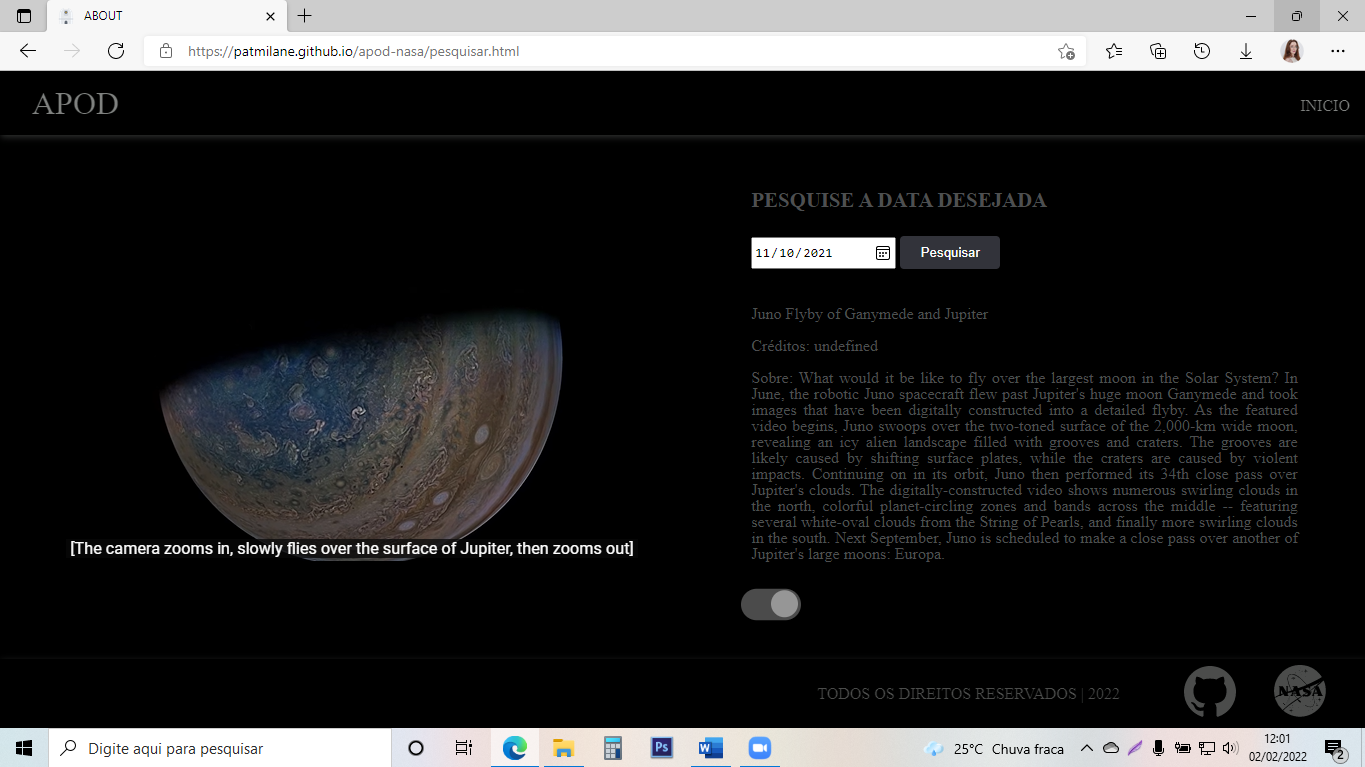 ABOUT
https://patmilane.github.io/apod-nasa/pesquisar.html
APOD
INICIO
PESQUISE A DATA DESEJADA
11/10/2021
Pesquisar
Juno Flyby of Ganymede and Jupiter
Créditos: undefined
Sobre: What would it be like to fly over the largest moon in the Solar System? In
June, the robotic Juno spacecraft flew past Jupiter's huge moon Ganymede and took
images that have been digitally constructed into a detailed flyby. As the featured
video begins, Juno swoops over the two-toned surface of the 2,000-km wide moon,
revealing an icy alien landscape filled with grooves and craters. The grooves are
likely caused by shifting surface plates, while the craters are caused by violent
impacts. Continuing on in its orbit, Juno then performed its 34th close pass over
Jupiter's clouds. The digitally-constructed video shows numerous swirling clouds in
the north, colorful planet-circling zones and bands across the middle -- featuring
several white-oval clouds from the String of Pearls, and finally more swirling clouds
in the south. Next September, Juno is scheduled to make a close pass over another of
Jupiter's large moons: Europa.
[The camera zooms in, slowly flies over the surface of Jupiter, then zooms out]
TODOS OS DIREITOS RESERVADOS | 2022
NASA
Digite aqui para pesquisar
Ps
W
25°C Chuva fraca
12:01
02/02/2022
2